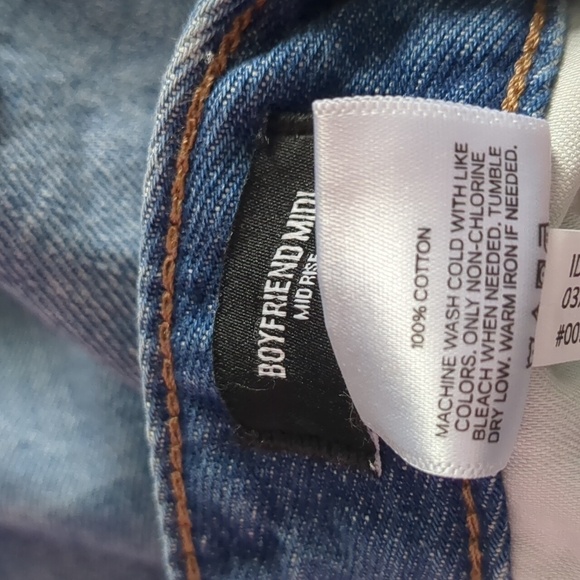 BOYFRIEND MIDI
MID RISE
100% COTTON
MACHINE WASH COLD WITH LIKE
COLORS. ONLY NON-CHLORINE
BLEACH WHEN NEEDED. TUMBLE
DRY LOW. WARM IRON IF NEEDED.